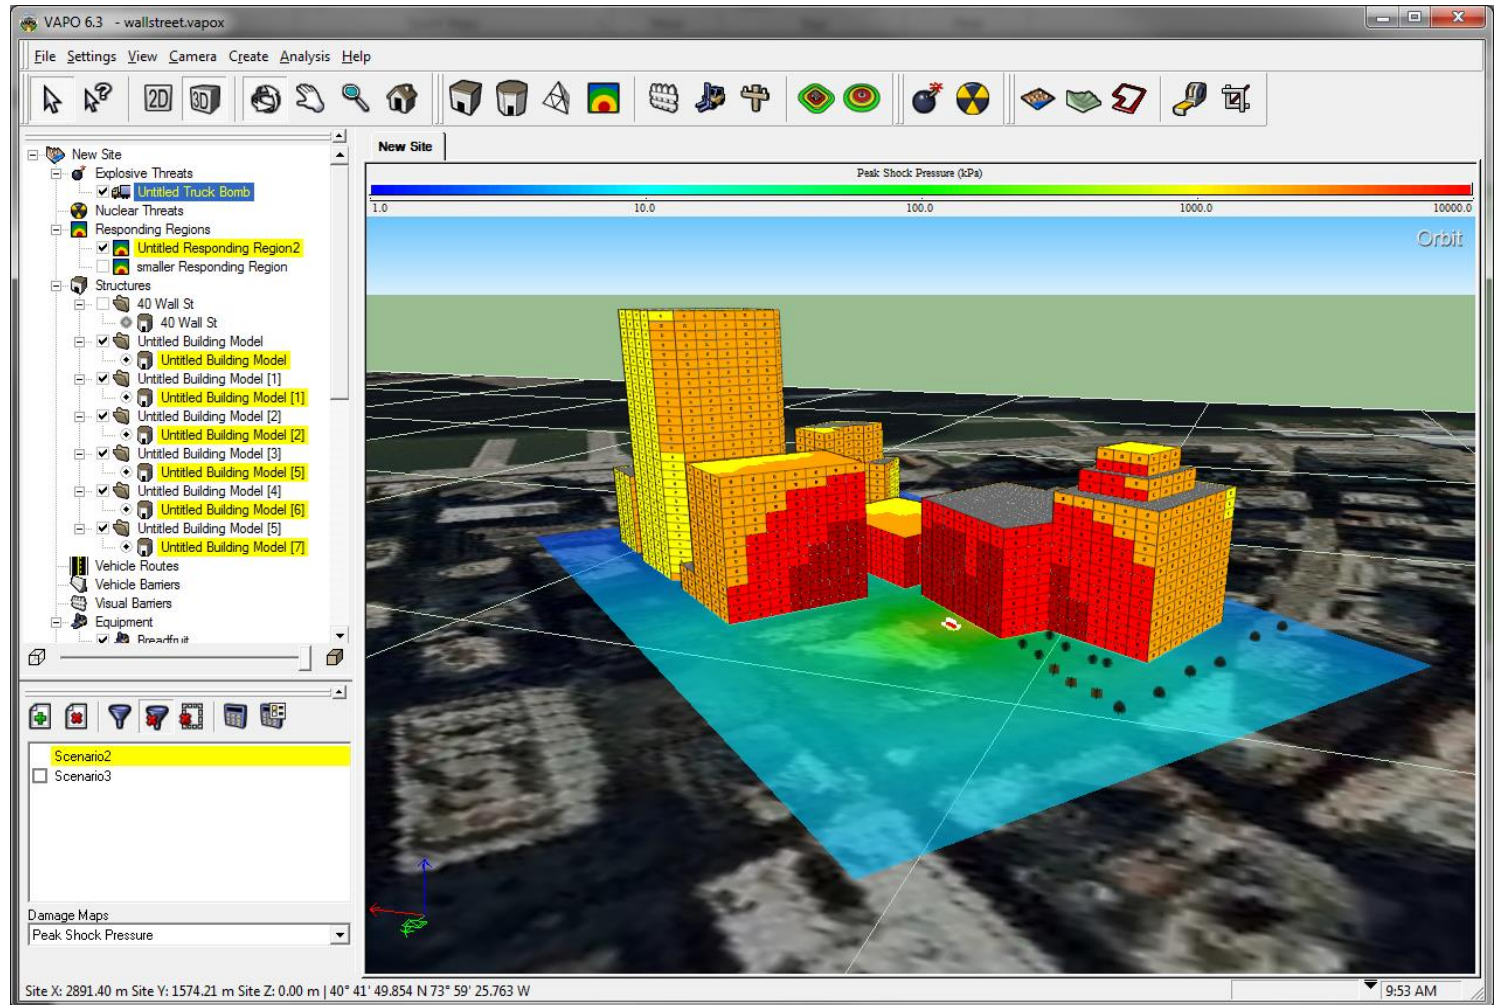 VAPO 6.3 - wallstreet.vapox
File Settings View Camera Create Analysis Help
2D 3D
New Site
Explosive Threats
Untitled Truck Bomb
Nuclear Threats
Responding Regions
Untitled Responding Region2
smaller Responding Region
Structures
40 Wall St
40 Wall St
Untitled Building Model
Untitled Building Model
Untitled Building Model [1]
Untitled Building Model [1]
Untitled Building Model [2]
Untitled Building Model [2]
Untitled Building Model [3]
Untitled Building Model [5]
Untitled Building Model [4]
Untitled Building Model [6]
Untitled Building Model [5]
Untitled Building Model [7]
Vehicle Routes
Vehicle Barriers
Visual Barriers
Equipment
Breadfruit
Scenario2
Scenario3
Damage Maps
Peak Shock Pressure
New Site
Peak Shock Pressure (kPa)
1.0 10.0 100.0 1000.0 10000.0
Orbit
Site X: 2891.40 m Site Y: 1574.21 m Site Z: 0.00 m | 40° 41' 49.854 N 73° 59' 25.763 W
9:53 AM